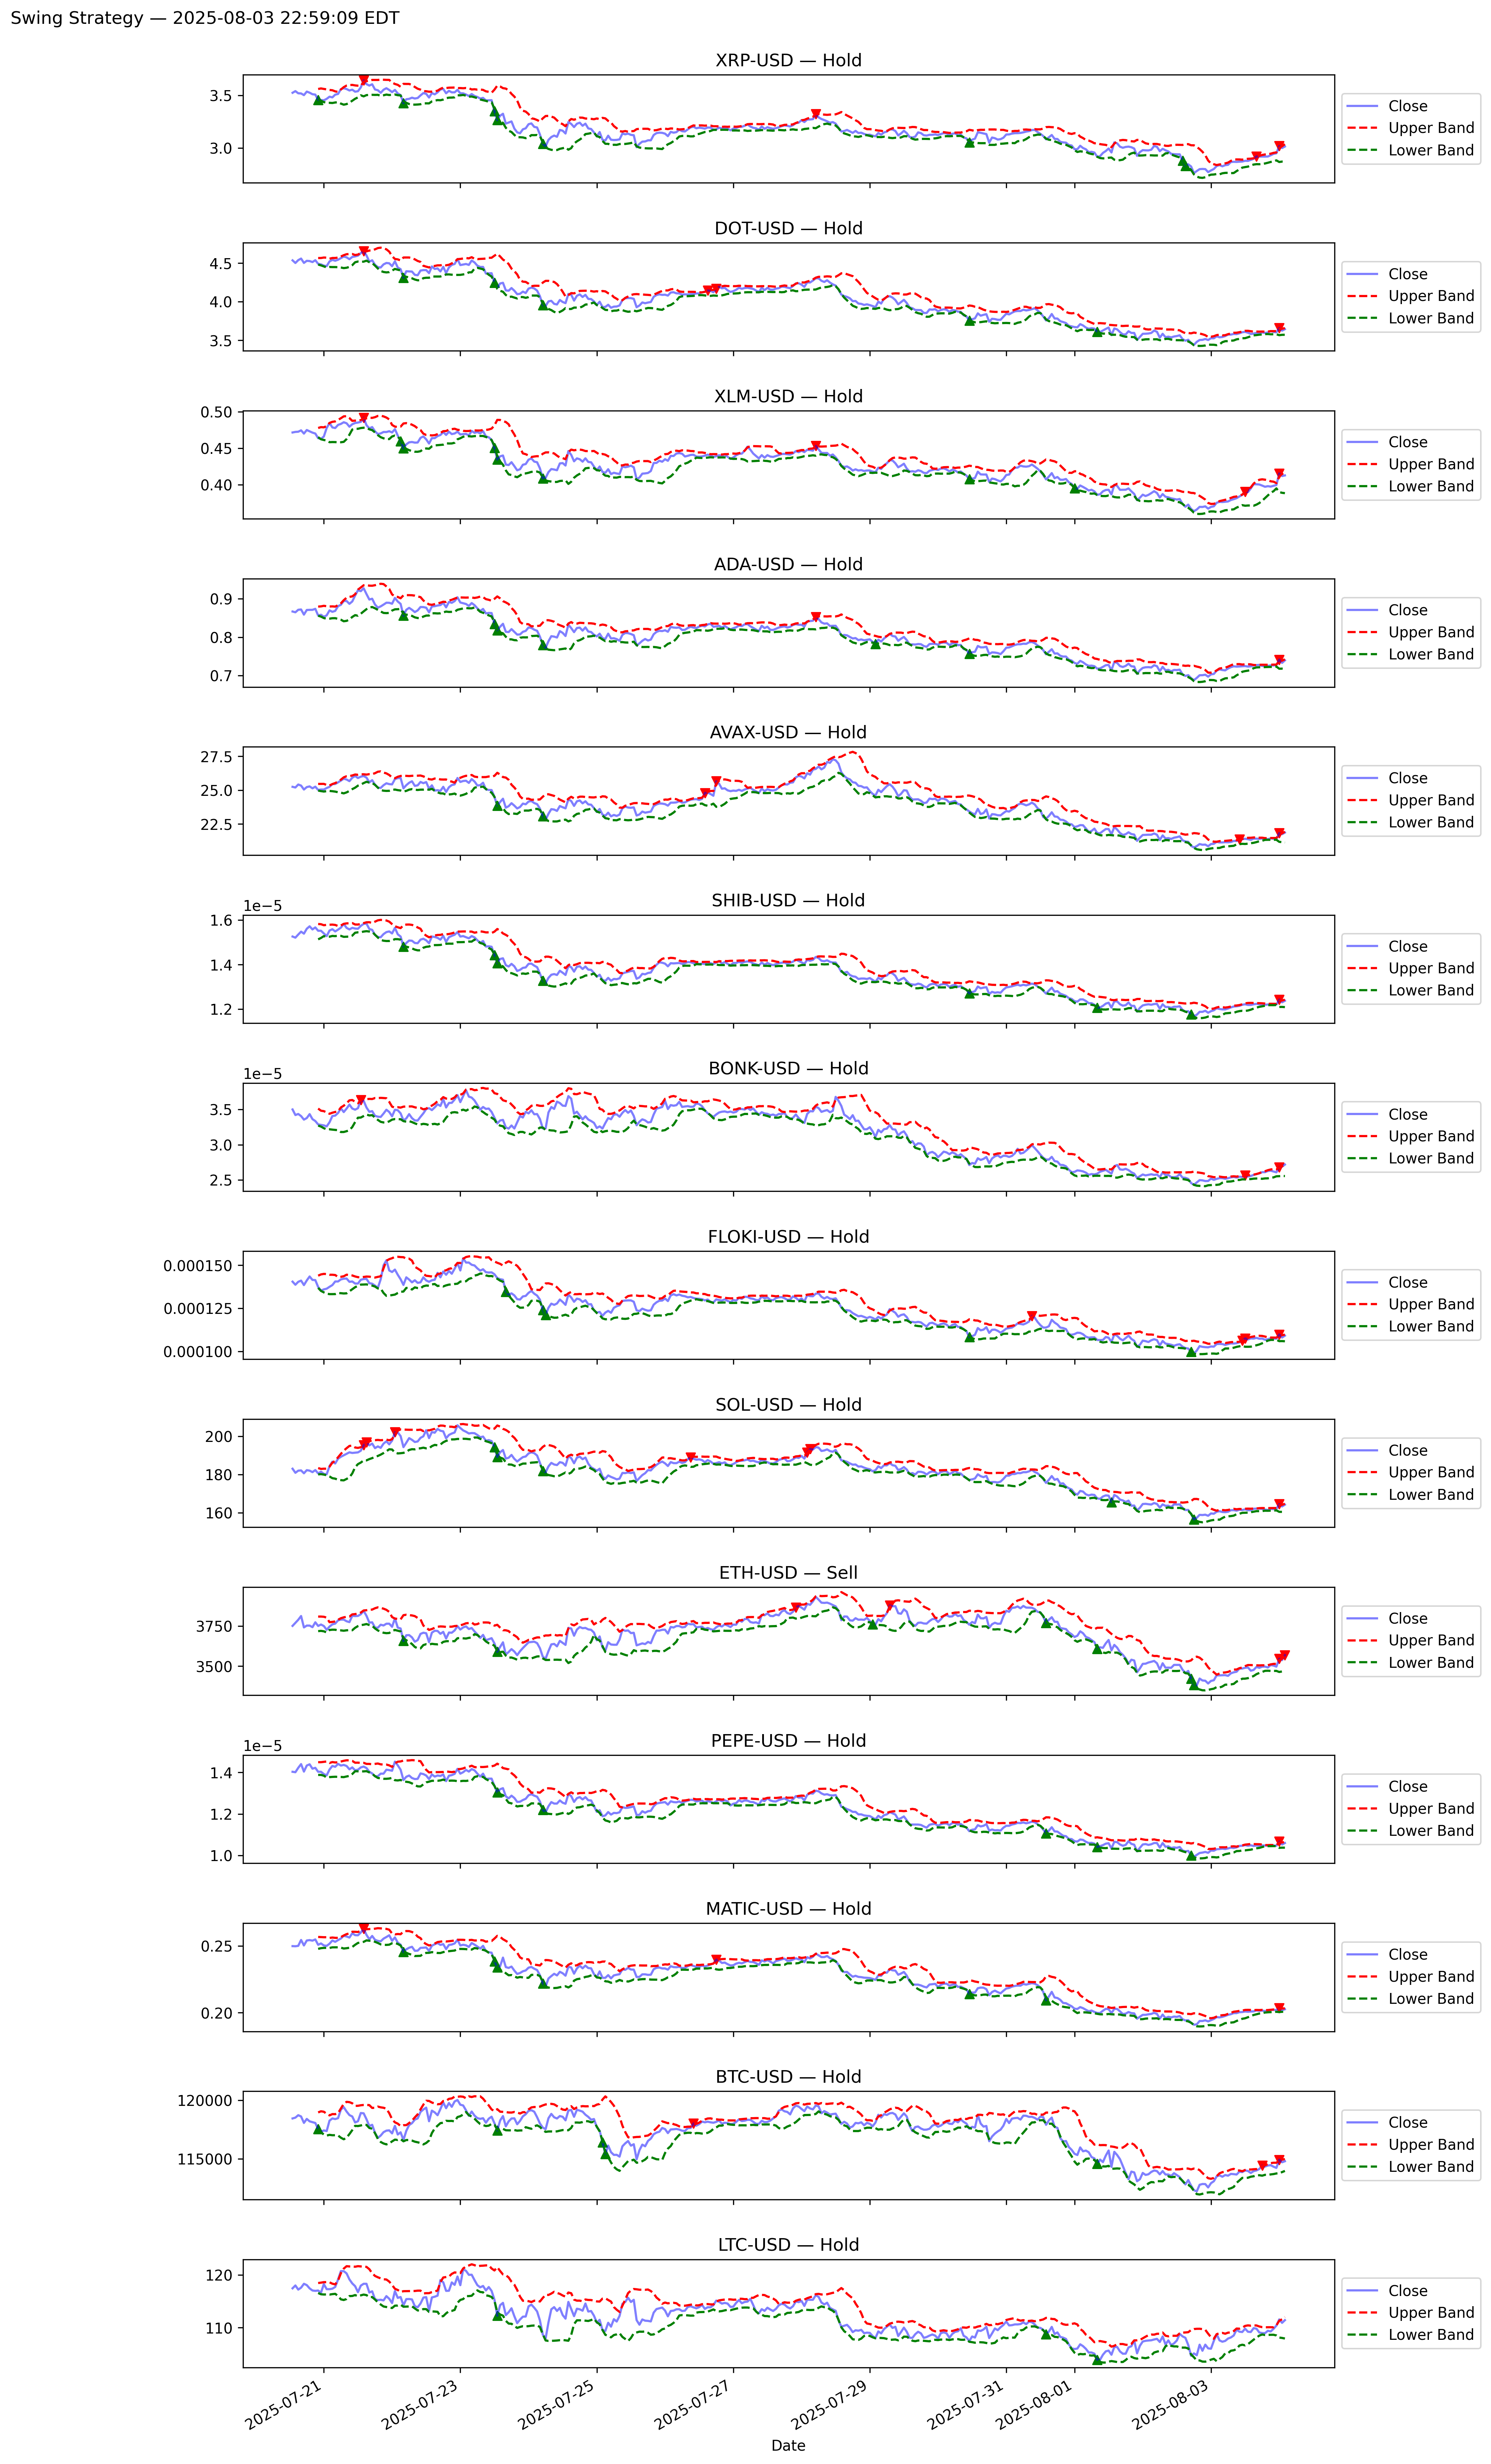 Swing Strategy — 2025-08-03 22:59:09 EDT
XRP-USD — Hold
3.5
3.0
Close
Upper Band
Lower Band
DOT-USD — Hold
4.5
4.0
3.5
Close
Upper Band
Lower Band
XLM-USD — Hold
0.50
0.45
0.40
Close
Upper Band
Lower Band
ADA-USD — Hold
0.9
0.8
0.7
Close
Upper Band
Lower Band
AVAX-USD — Hold
27.5
25.0
22.5
Close
Upper Band
Lower Band
SHIB-USD — Hold
1e−5
1.6
1.4
1.2
Close
Upper Band
Lower Band
BONK-USD — Hold
1e−5
3.5
3.0
2.5
Close
Upper Band
Lower Band
FLOKI-USD — Hold
0.000150
0.000125
0.000100
Close
Upper Band
Lower Band
SOL-USD — Hold
200
180
160
Close
Upper Band
Lower Band
ETH-USD — Sell
3750
3500
Close
Upper Band
Lower Band
PEPE-USD — Hold
1e−5
1.4
1.2
1.0
Close
Upper Band
Lower Band
MATIC-USD — Hold
0.25
0.20
Close
Upper Band
Lower Band
BTC-USD — Hold
120000
115000
Close
Upper Band
Lower Band
LTC-USD — Hold
120
110
Close
Upper Band
Lower Band
2025-07-21
2025-07-23
2025-07-25
2025-07-27
2025-07-29
2025-07-31
2025-08-01
2025-08-03
Date